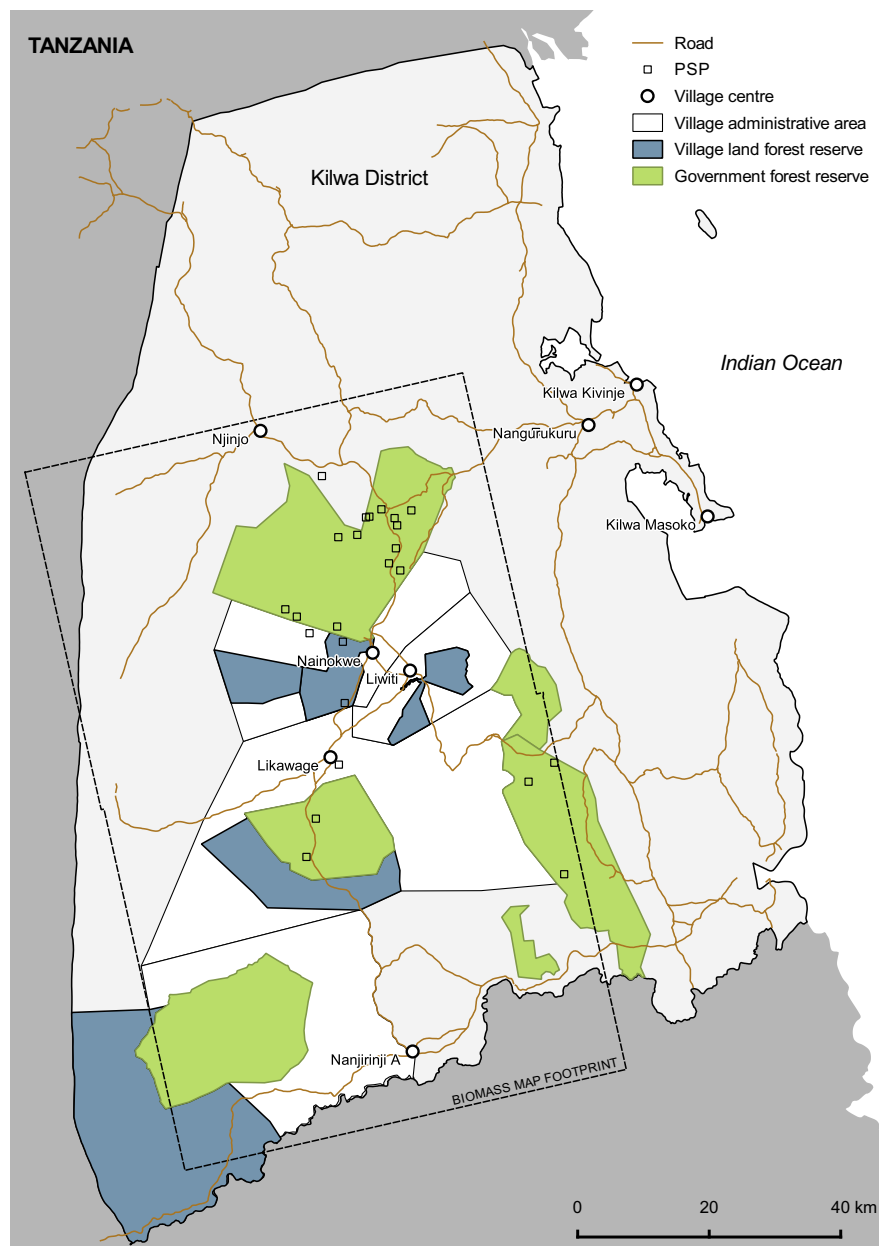 TANZANIA
Road
PSP
Village centre
Village administrative area
Village land forest reserve
Government forest reserve
Kilwa District
Indian Ocean
Kilwa Kivinje
Nangurukuru
Njinjo
Kilwa Masoko
Nainokwe
Liwiti
Likawage
Nanjirinji A
BIOMASS MAP FOOTPRINT
0 20 40 km